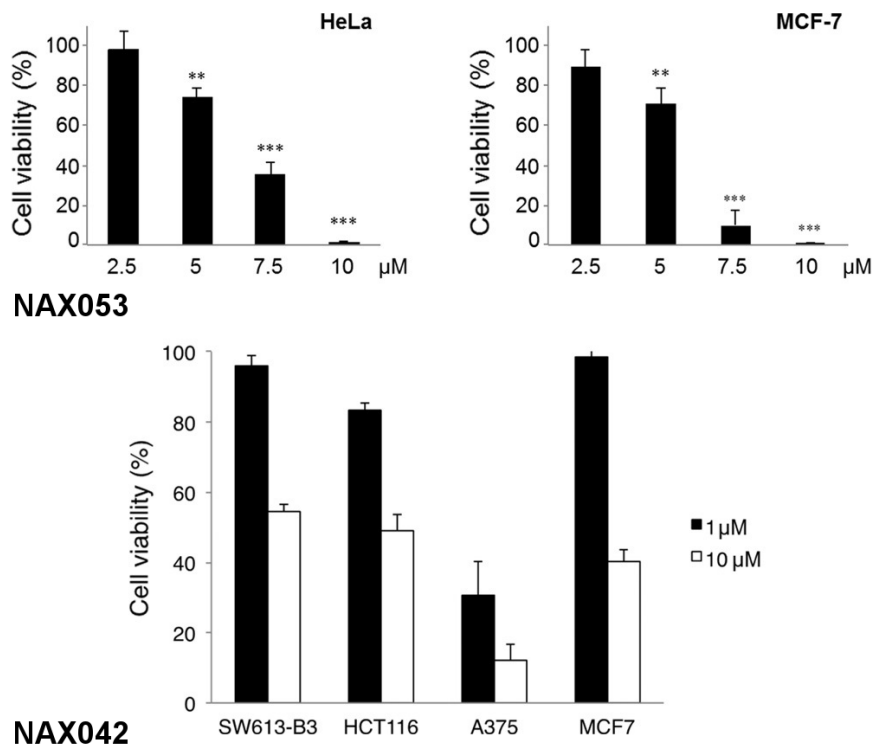 HeLa
Cell viability (%)
100
80
60
40
20
0
**
***
***
2.5 5 7.5 10 µM
MCF-7
Cell viability (%)
100
80
60
40
20
0
**
***
***
2.5 5 7.5 10 µM
NAX053
Cell viability (%)
100
80
60
40
20
0
1 µM
10 µM
SW613-B3 HCT116 A375 MCF7
NAX042